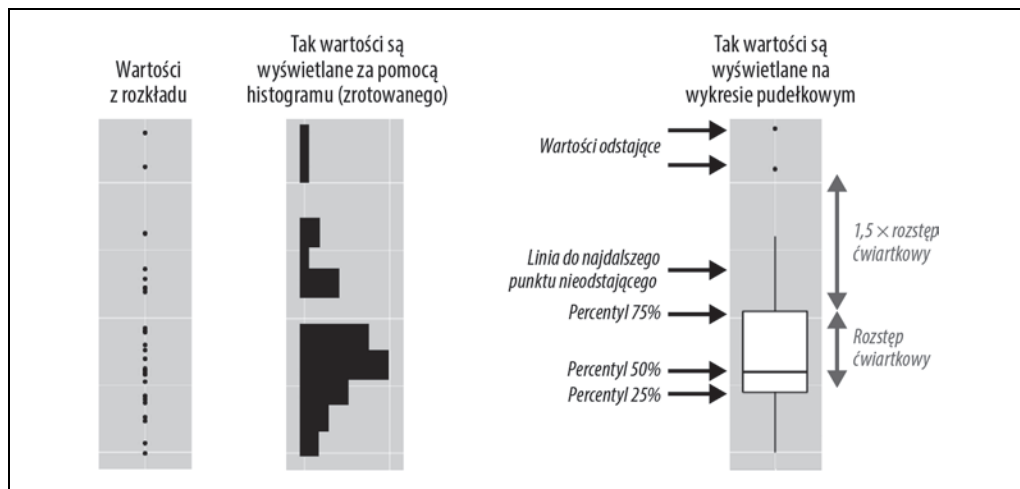 Wartości
z rozkładu
Tak wartości są
wyświetlane za pomocą
histogramu (zrotowanego)
Tak wartości są
wyświetlane na
wykresie pudełkowym
Wartości odstające
1,5 × rozstęp
ćwiartkowy
Linia do najdalszego
punktu nieodstającego
Percentyl 75%
Rozstęp
ćwiartkowy
Percentyl 50%
Percentyl 25%